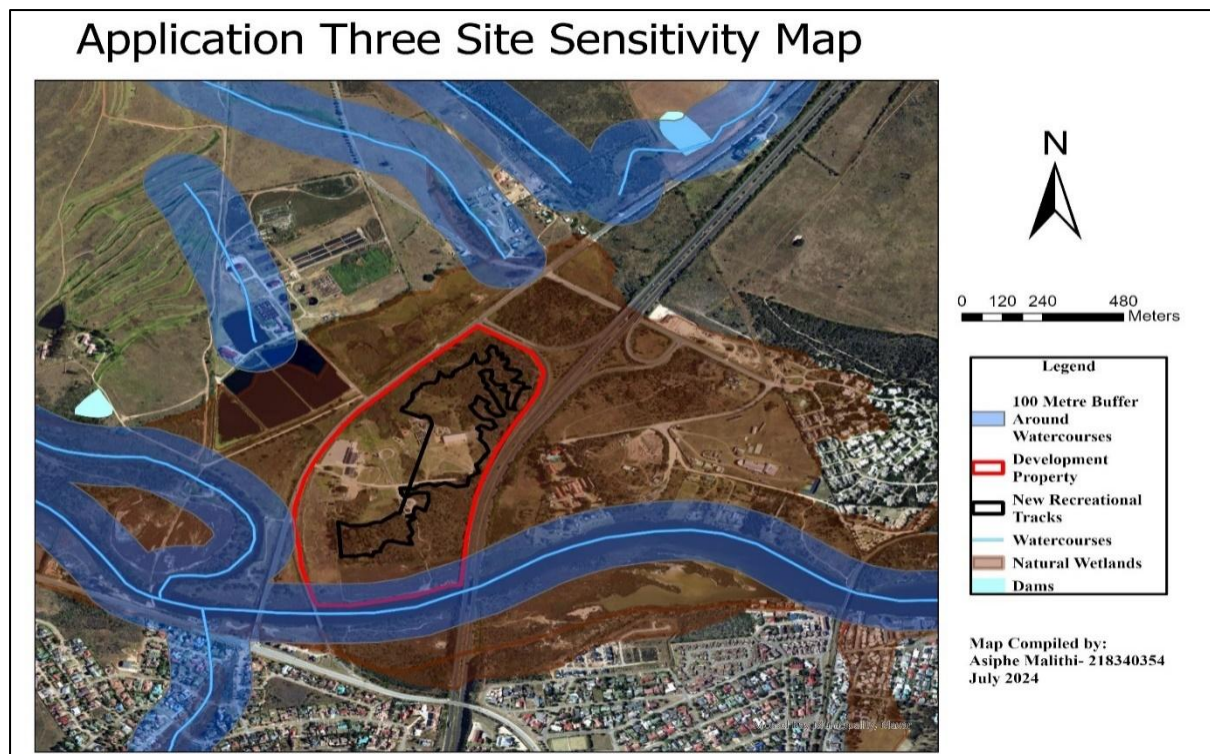 Application Three Site Sensitivity Map
N
0 120 240 480
Meters
Legend
100 Metre Buffer
Around
Watercourses
Development
Property
New Recreational
Tracks
Watercourses
Natural Wetlands
Dams
Map Compiled by:
Asiphe Malithi- 218340354
July 2024